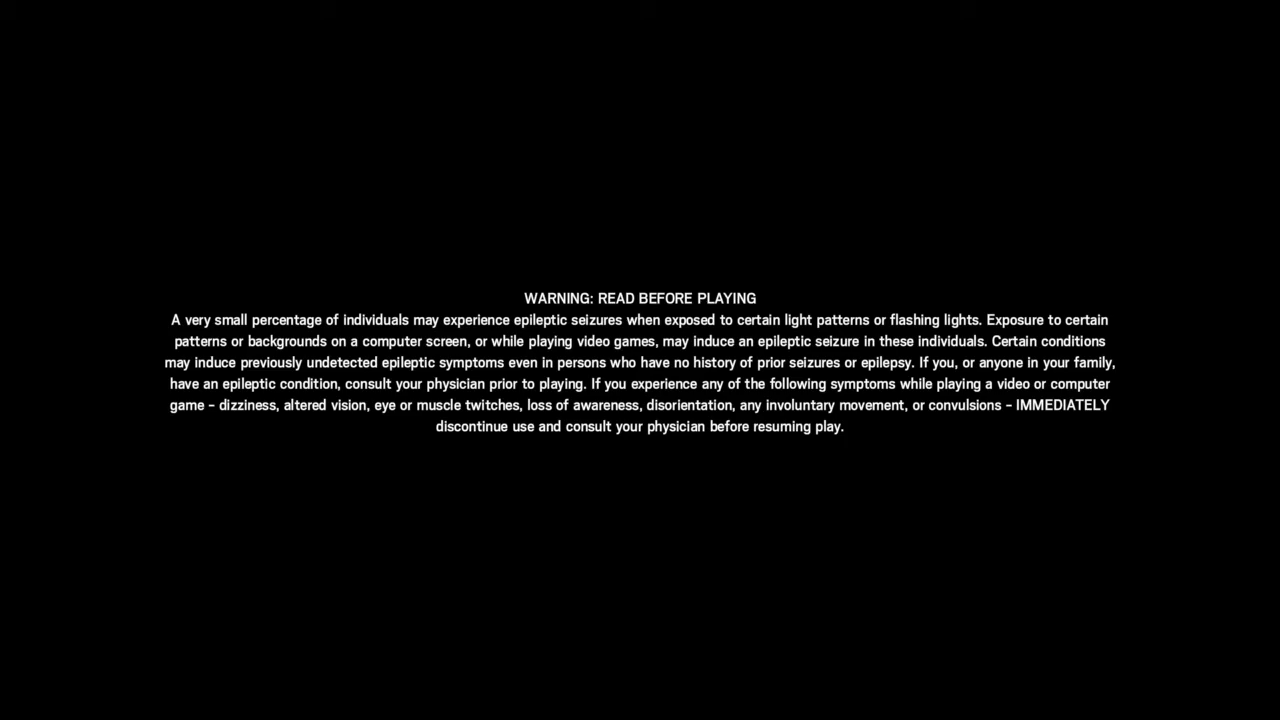 WARNING: READ BEFORE PLAYING
A very small percentage of individuals may experience epileptic seizures when exposed to certain light patterns or flashing lights. Exposure to certain
patterns or backgrounds on a computer screen, or while playing video games, may induce an epileptic seizure in these individuals. Certain conditions
may induce previously undetected epileptic symptoms even in persons who have no history of prior seizures or epilepsy. If you, or anyone in your family,
have an epileptic condition, consult your physician prior to playing. If you experience any of the following symptoms while playing a video or computer
game - dizziness, altered vision, eye or muscle twitches, loss of awareness, disorientation, any involuntary movement, or convulsions - IMMEDIATELY
discontinue use and consult your physician before resuming play.